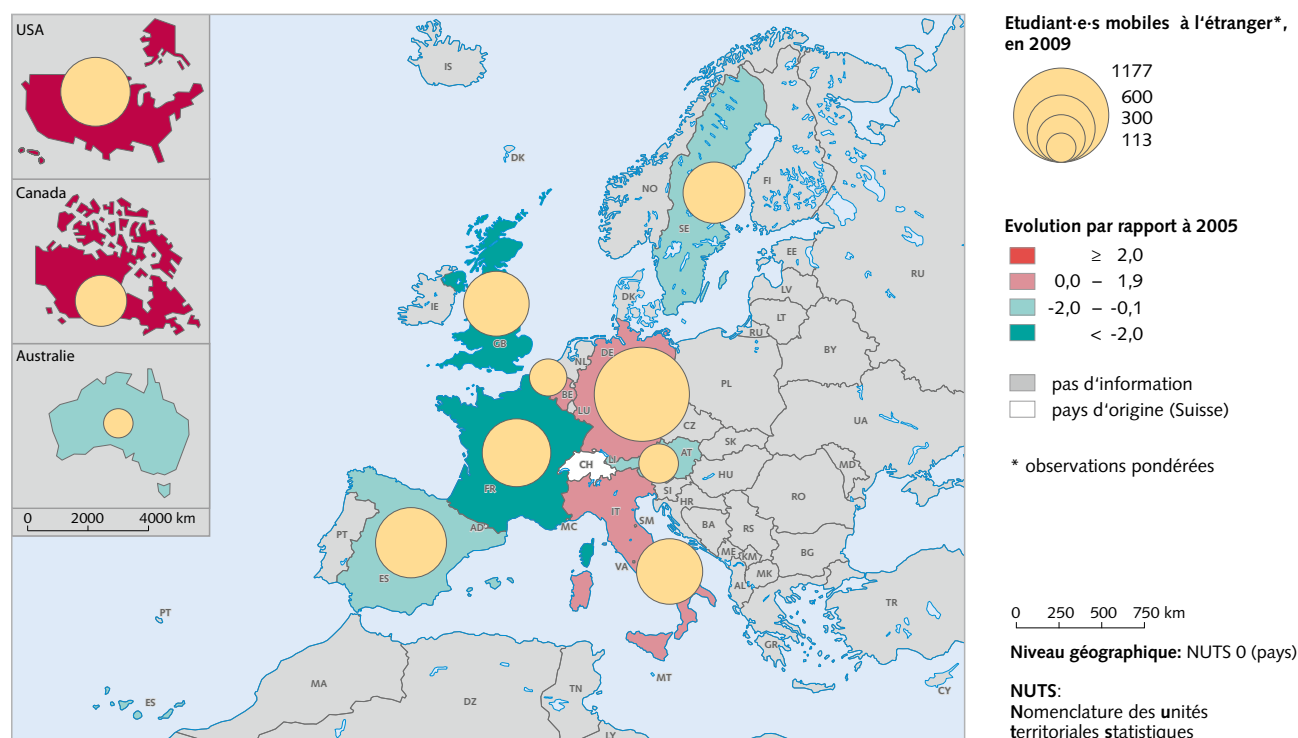 USA
Canada
Australie
0 2000 4000 km
IS
DK
NO
FI
SE
EE
RU
LV
LT
RU
DK
IE
GB
NL
DE
BE
LU
PL
BY
UA
CZ
SK
CH
LI
AT
HU
MD
FR
SI
HR
RO
IT
SM
BA
RS
AD
MC
VA
ME
KM
BG
PT
ES
AL
MK
TR
GR
PT
ES
MA
DZ
TN
MT
LY
CY
Etudiant·e·s mobiles à l‘étranger*,
en 2009
1177
600
300
113
Evolution par rapport à 2005
≥ 2,0
0,0 – 1,9
-2,0 – -0,1
< -2,0
pas d‘information
pays d‘origine (Suisse)
* observations pondérées
0 250 500 750 km
Niveau géographique: NUTS 0 (pays)
NUTS:
Nomenclature des unités
territoriales statistiques